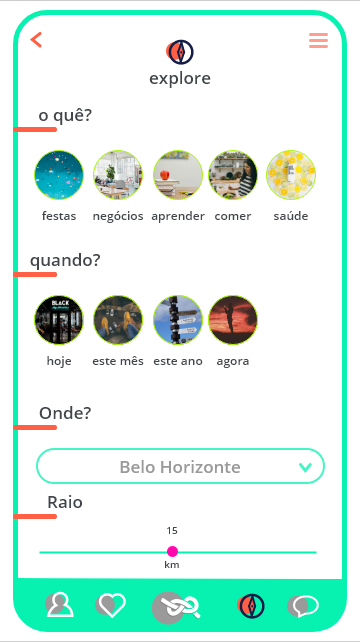 explore
o quê?
festas negócios aprender comer saúde
quando?
BLACK
hoje este mês este ano agora
Onde?
Belo Horizonte
Raio
15
km